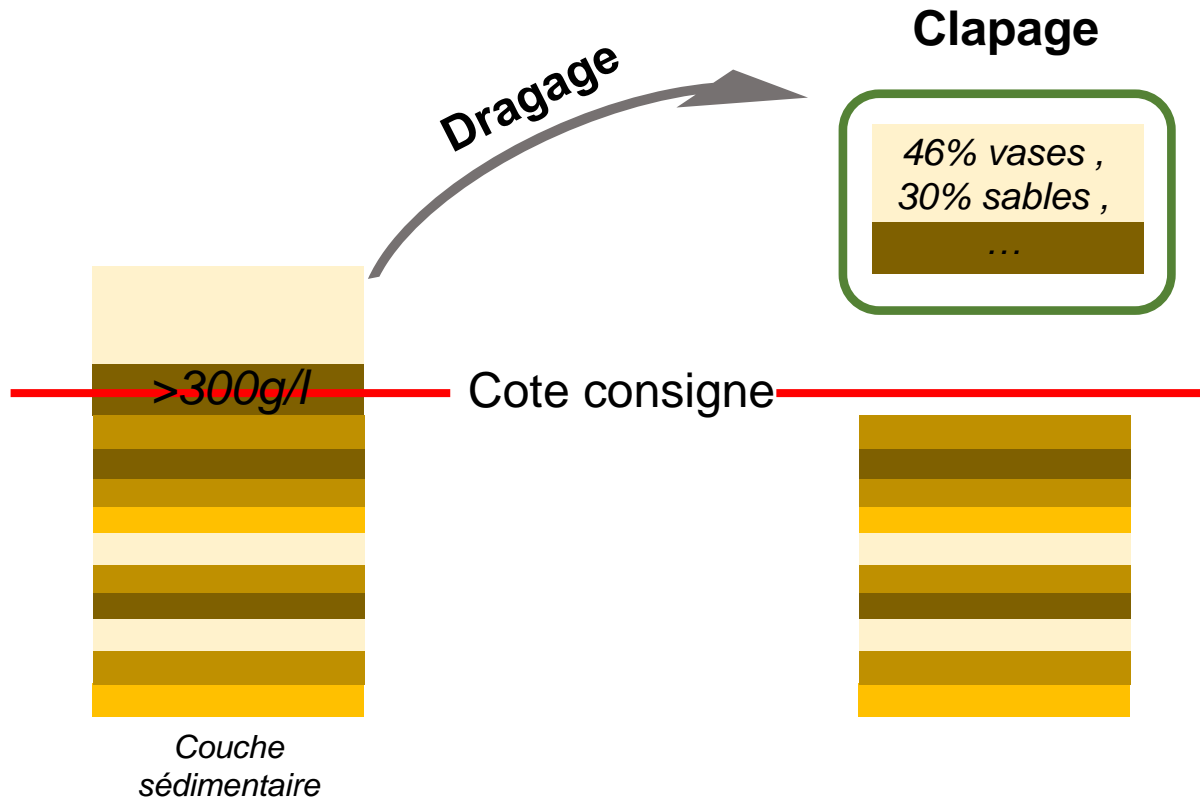 Clapage
Dragage
46% vases ,
30% sables ,
...
>300g/l
Cote consigne
Couche
sédimentaire